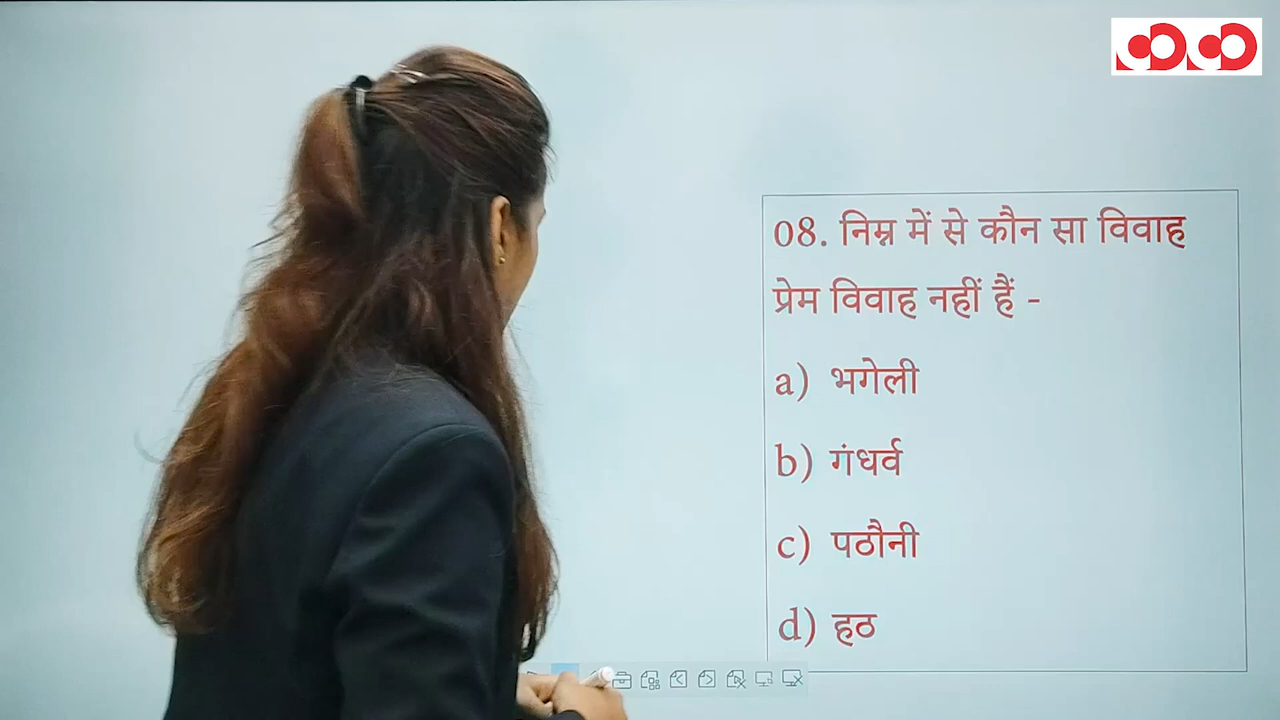 08. निम्न में से कौन सा विवाह
प्रेम विवाह नहीं हैं -
a) भगेली
b) गंधर्व
c) पठौनी
d) हठ